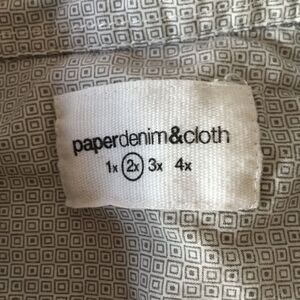 paperdenim&cloth
1x 2x 3x 4x